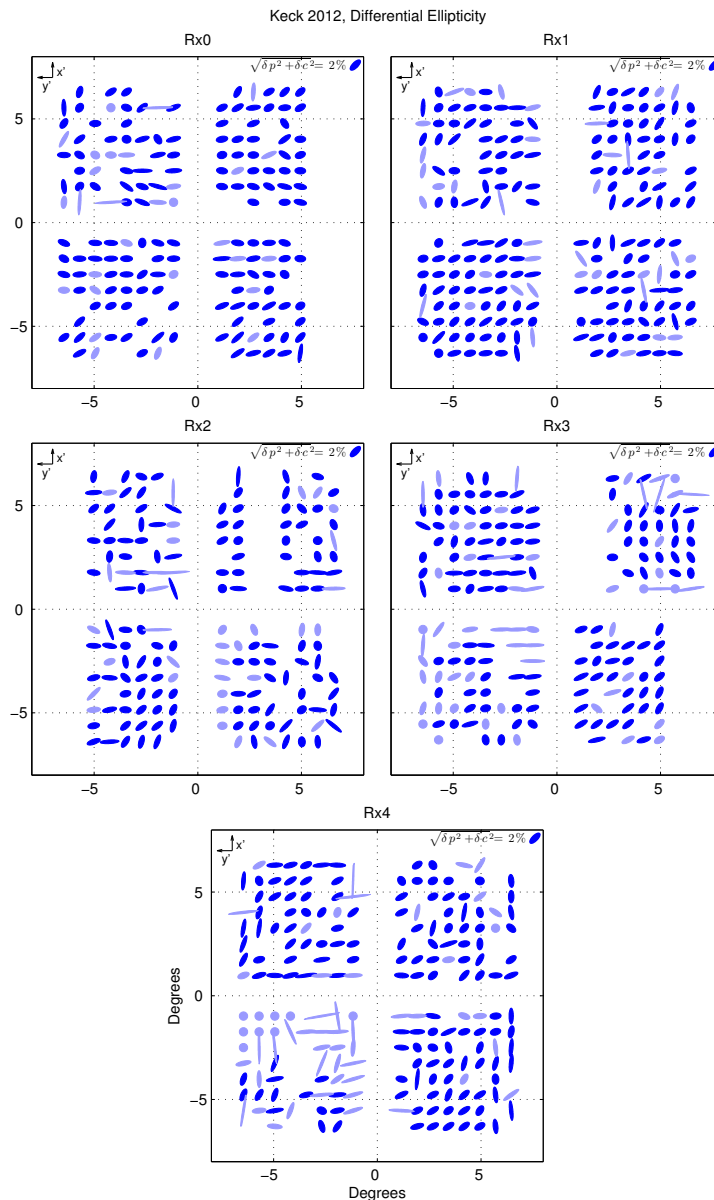 Keck 2012, Differential Ellipticity
Rx0
x'
y'
√δp²+δc² = 2%
5
0
−5
−5
0
5
Rx1
x'
y'
√δp²+δc² = 2%
5
−5
−5
0
5
Rx2
x'
y'
√δp²+δc² = 2%
5
0
−5
−5
0
5
Rx3
x'
y'
√δp²+δc² = 2%
5
−5
−5
0
5
Rx4
x'
y'
√δp²+δc² = 2%
5
0
−5
Degrees
−5
0
5
Degrees